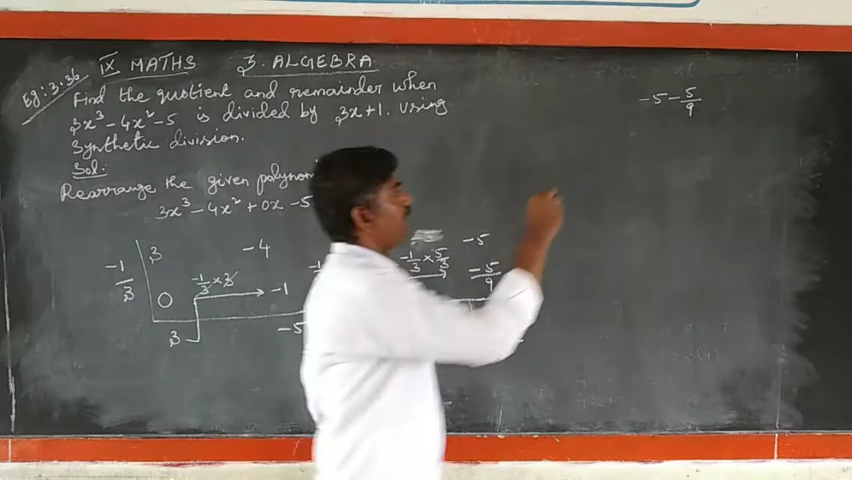 Eg: 3.36
IX MATHS 3. ALGEBRA
Find the quotient and remainder when
3x³ - 4x² - 5 is divided by 3x + 1. using
Synthetic division.
Sol:
Rearrange the given
3x³ - 4x² + 0x - 5
-5 - 5/9
-1/3 | 3 -4 -5
0 -1/3 × 3 -1 -1/3 × 5/3 -5/9
3 -5